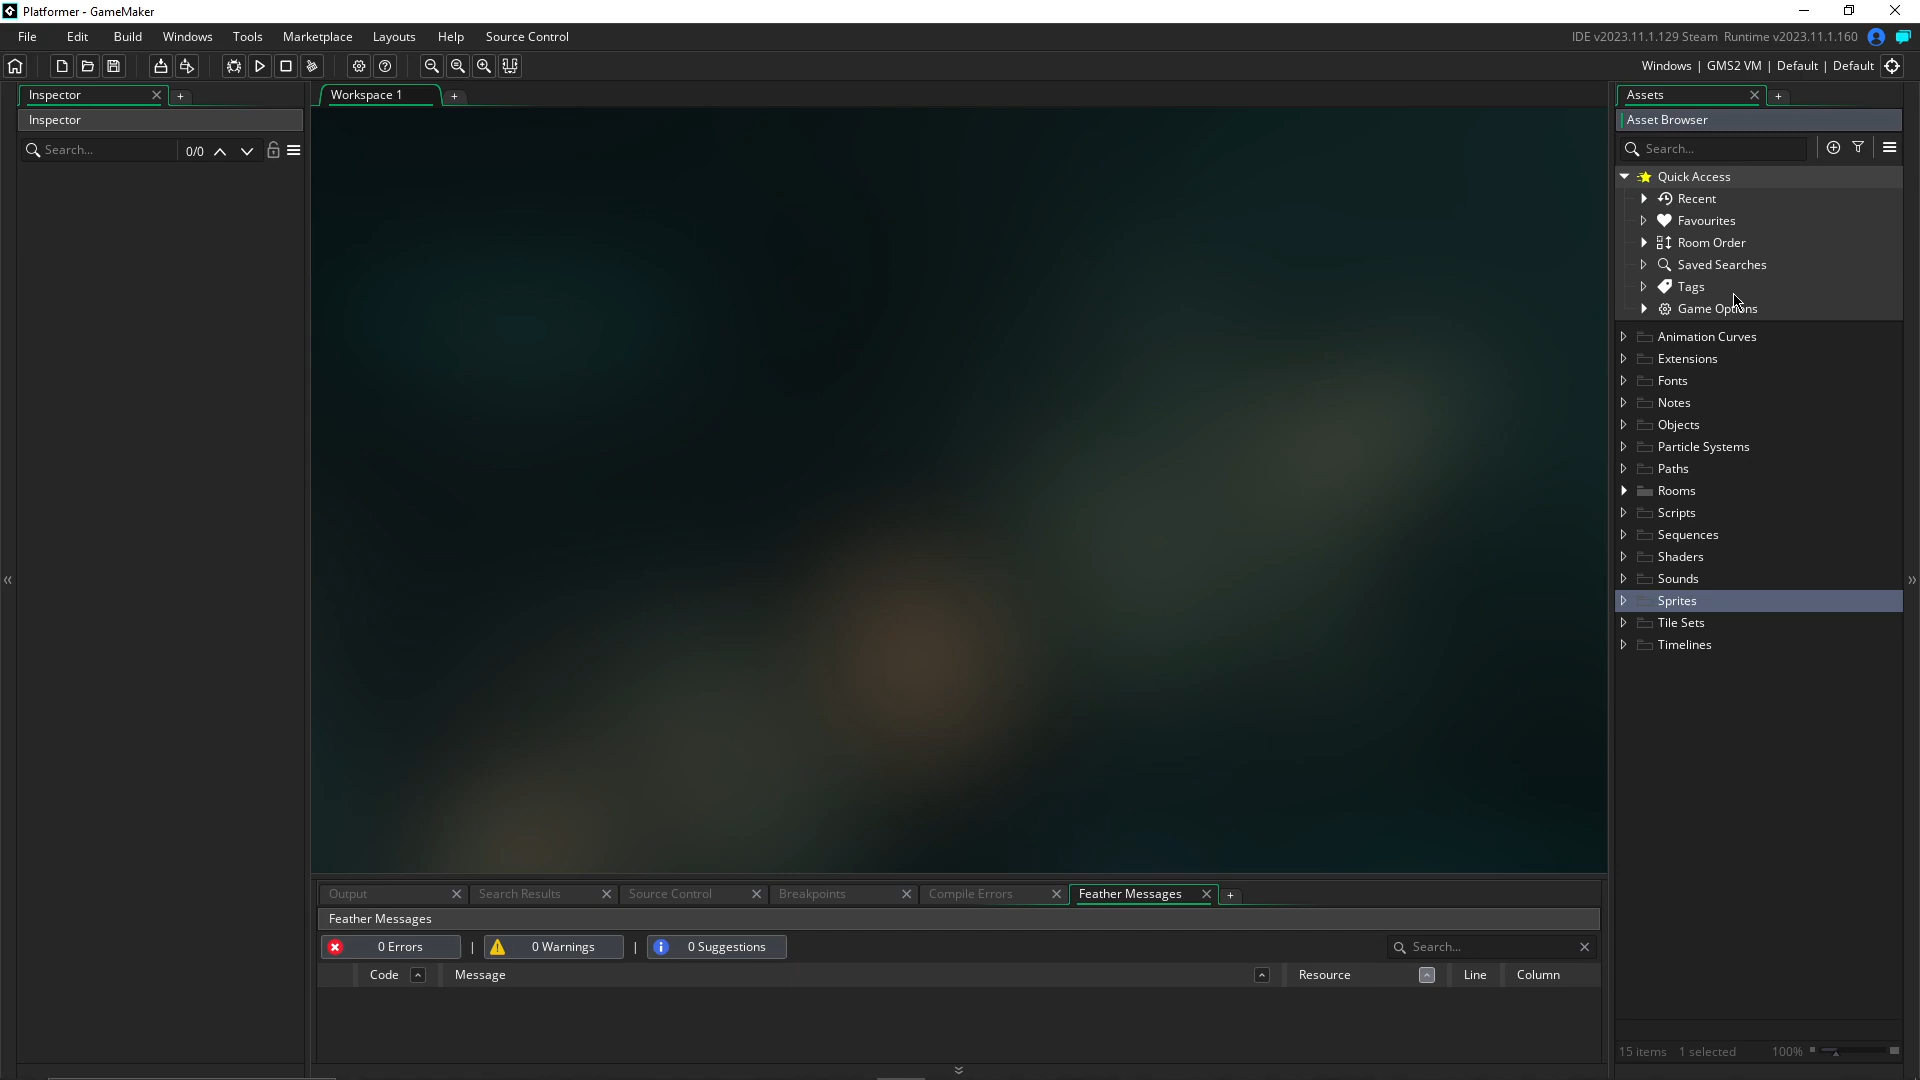 Platformer - GameMaker
File Edit Build Windows Tools Marketplace Layouts Help Source Control
IDE v2023.11.1.129 Steam Runtime v2023.11.1.160
Windows | GMS2 VM | Default | Default
Inspector
Inspector
Search...
0/0
Workspace 1
Assets
Asset Browser
Search...
Quick Access
Recent
Favourites
Room Order
Saved Searches
Tags
Game Options
Animation Curves
Extensions
Fonts
Notes
Objects
Particle Systems
Paths
Rooms
Scripts
Sequences
Shaders
Sounds
Sprites
Tile Sets
Timelines
Output Search Results Source Control Breakpoints Compile Errors Feather Messages
Feather Messages
0 Errors | 0 Warnings | 0 Suggestions
Search...
Code Message Resource Line Column
15 items 1 selected 100%